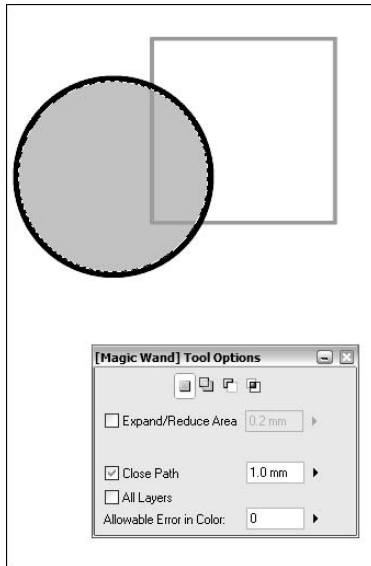 [Magic Wand] Tool Options
Expand/Reduce Area 0.2 mm
Close Path 1.0 mm
All Layers
Allowable Error in Color: 0